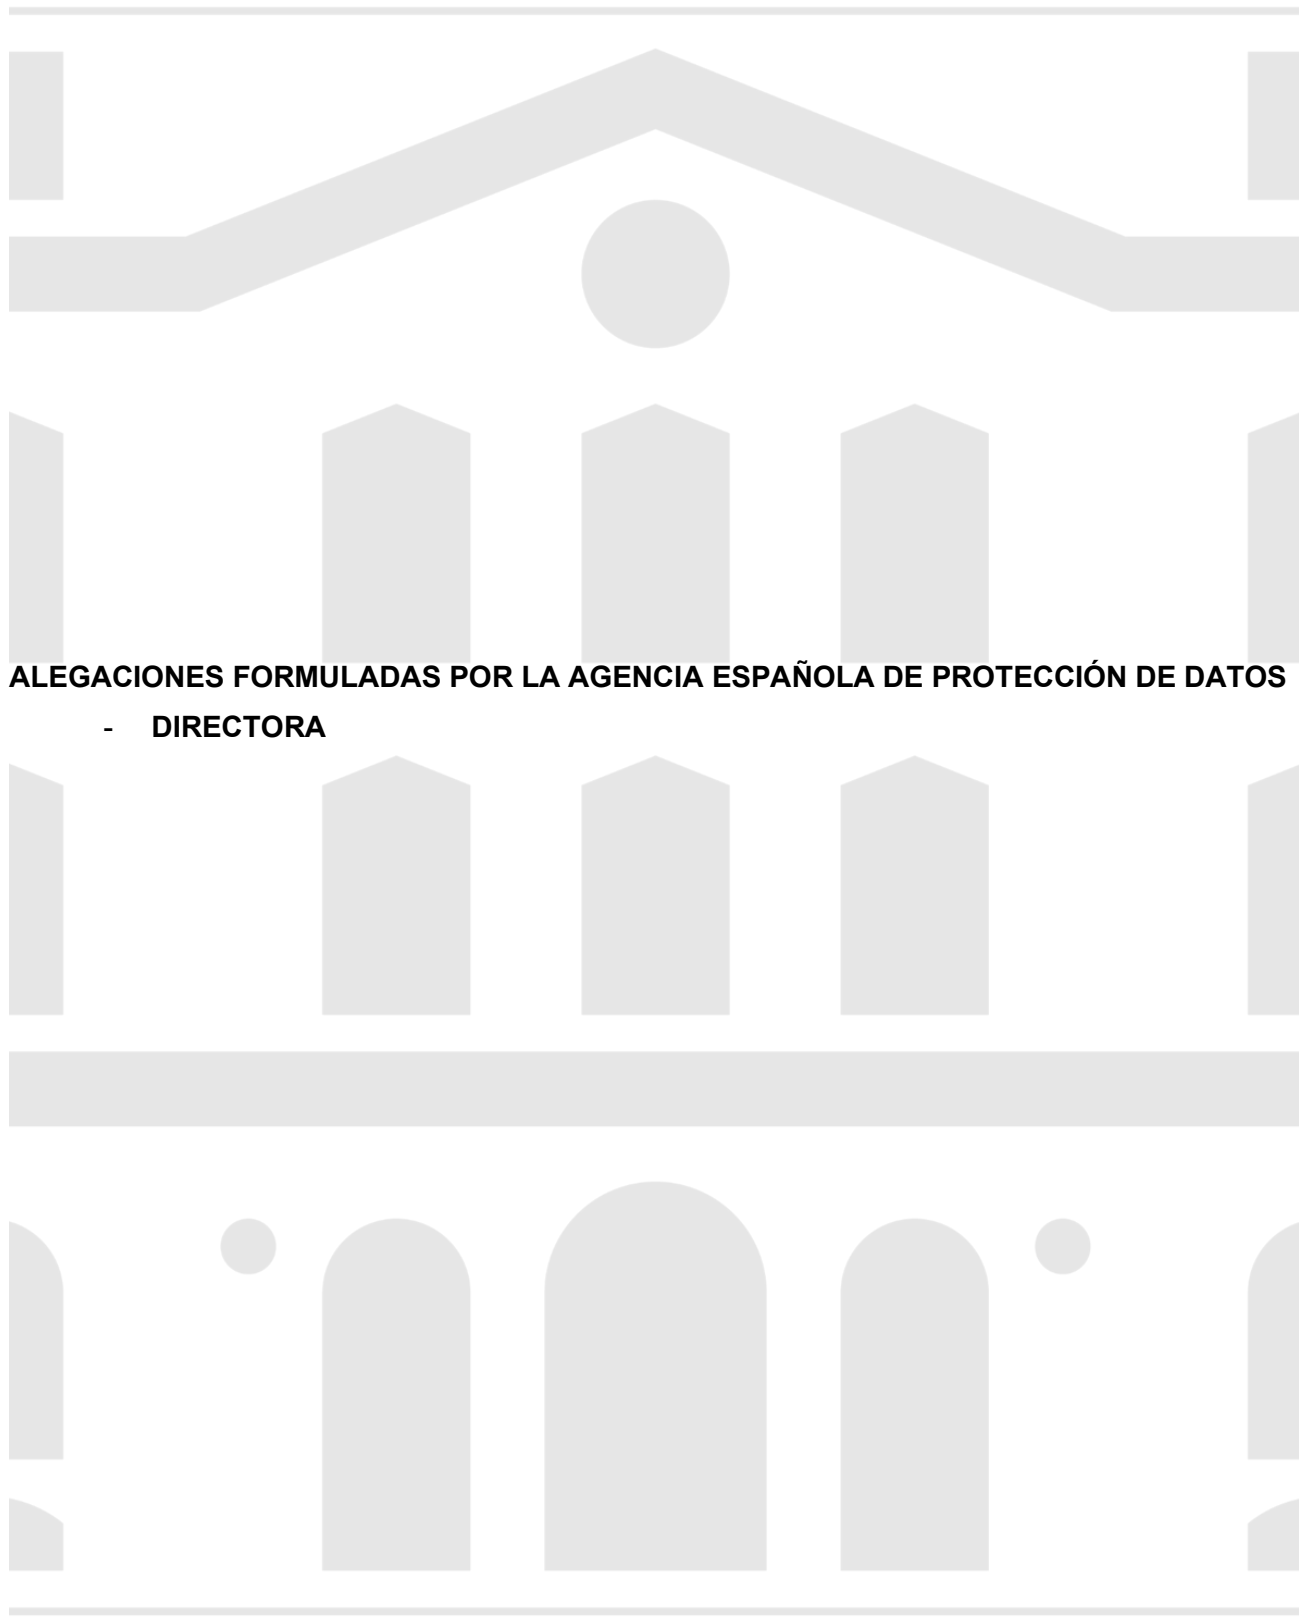 ALEGACIONES FORMULADAS POR LA AGENCIA ESPAÑOLA DE PROTECCIÓN DE DATOS
- DIRECTORA